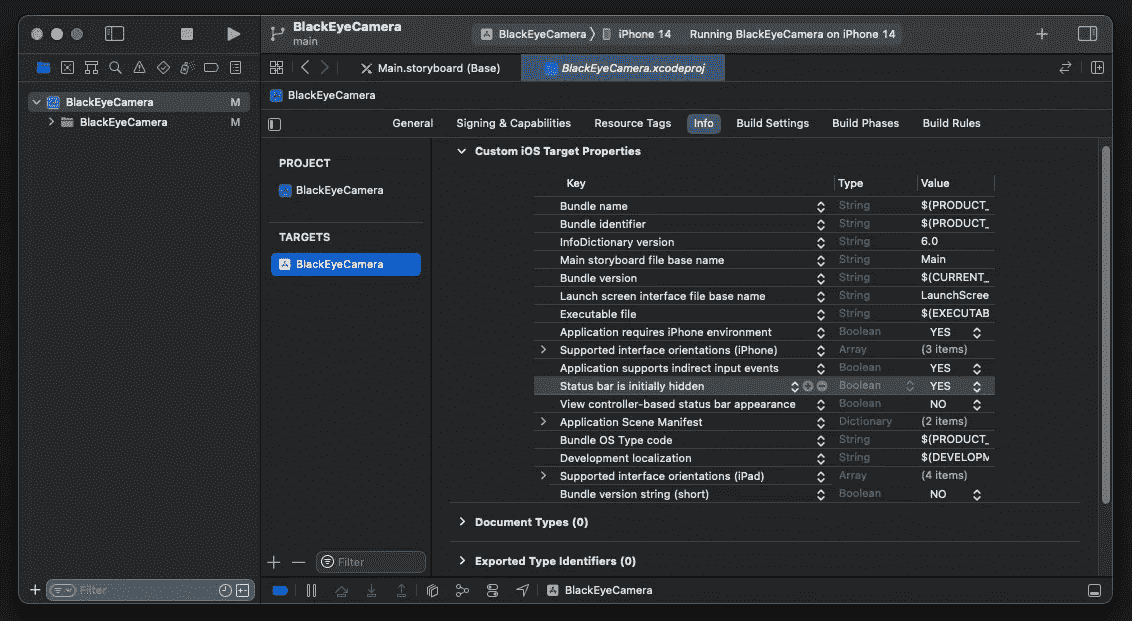 BlackEyeCamera
main
BlackEyeCamera
iPhone 14
Running BlackEyeCamera on iPhone 14
Main.storyboard (Base)
BlackEyeCamera.xcodeproj
BlackEyeCamera M
BlackEyeCamera M
BlackEyeCamera
General
Signing & Capabilities
Resource Tags
Info
Build Settings
Build Phases
Build Rules
PROJECT
BlackEyeCamera
TARGETS
BlackEyeCamera
Custom iOS Target Properties
Key Type Value
Bundle name String $(PRODUCT_
Bundle identifier String $(PRODUCT_
InfoDictionary version String 6.0
Main storyboard file base name String Main
Bundle version String $(CURRENT_
Launch screen interface file base name String LaunchScree
Executable file String $(EXECUTAB
Application requires iPhone environment Boolean YES
Supported interface orientations (iPhone) Array (3 items)
Application supports indirect input events Boolean YES
Status bar is initially hidden Boolean YES
View controller-based status bar appearance Boolean NO
Application Scene Manifest Dictionary (2 items)
Bundle OS Type code String $(PRODUCT_
Development localization String $(DEVELOPM
Supported interface orientations (iPad) Array (4 items)
Bundle version string (short) Boolean NO
Document Types (0)
Exported Type Identifiers (0)
Filter
Filter
BlackEyeCamera